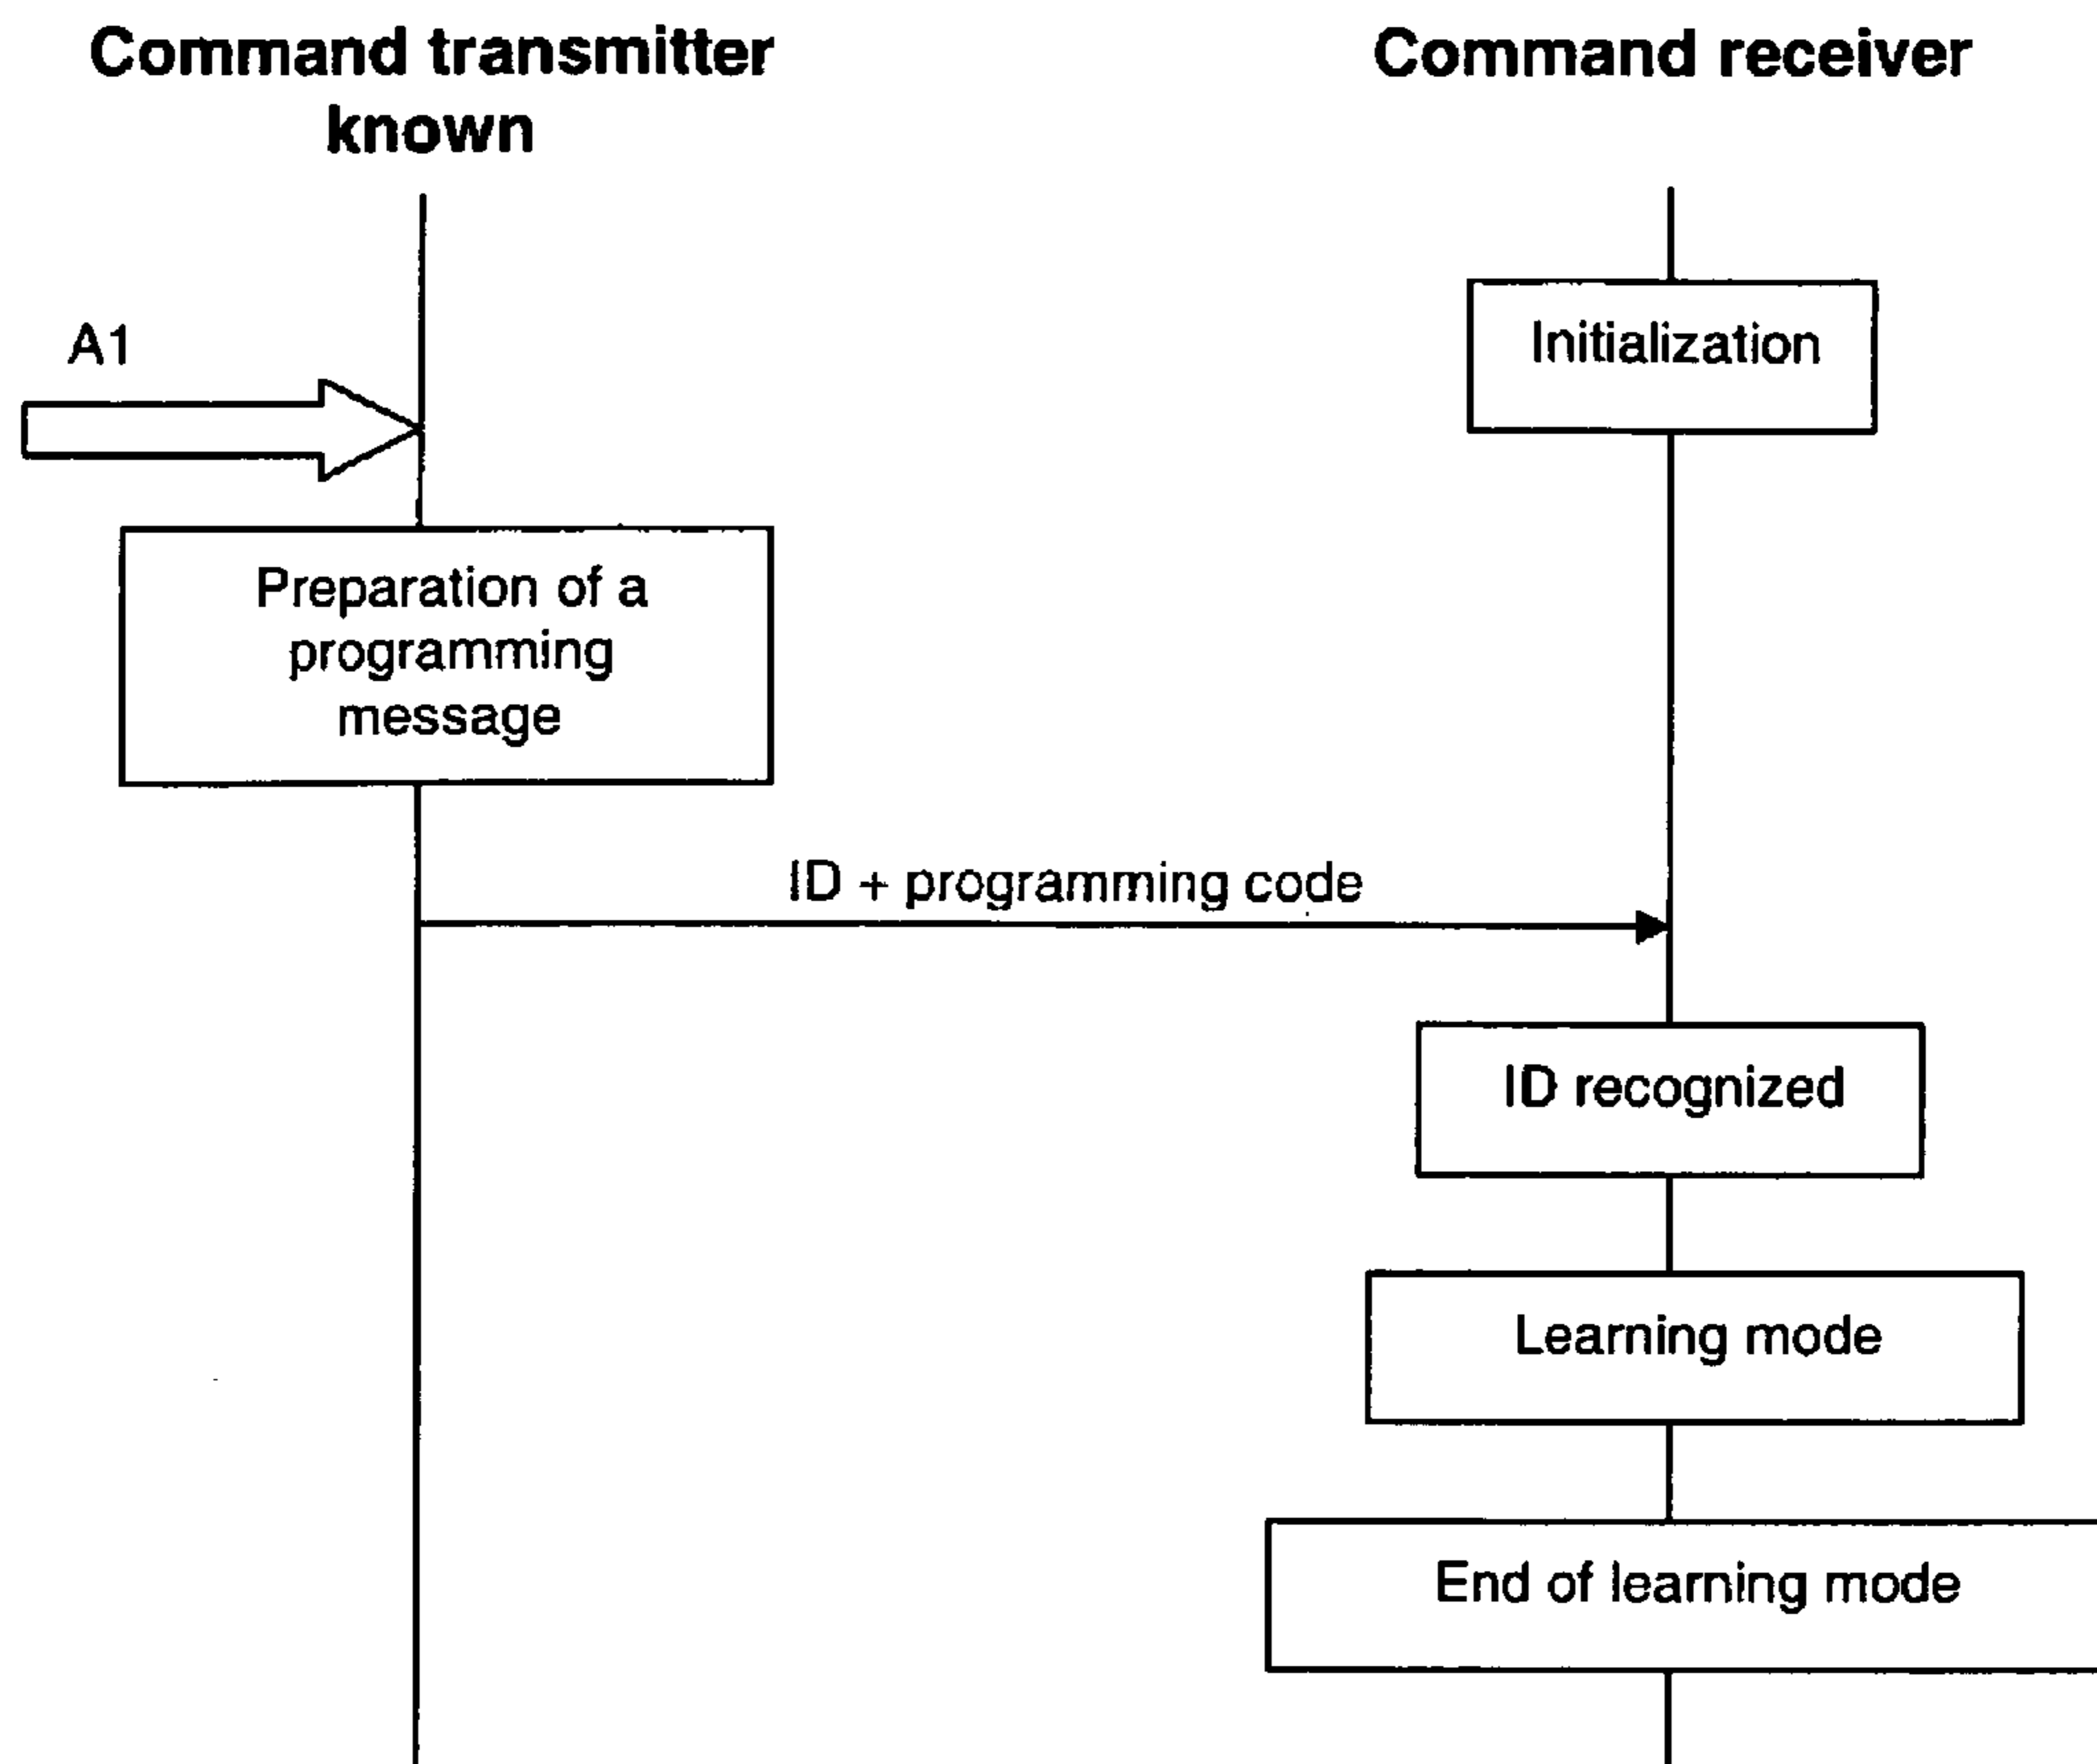 Command transmitter
known
Command receiver
A1
Initialization
Preparation of a
programming
message
ID + programming code
ID recognized
Learning mode
End of learning mode